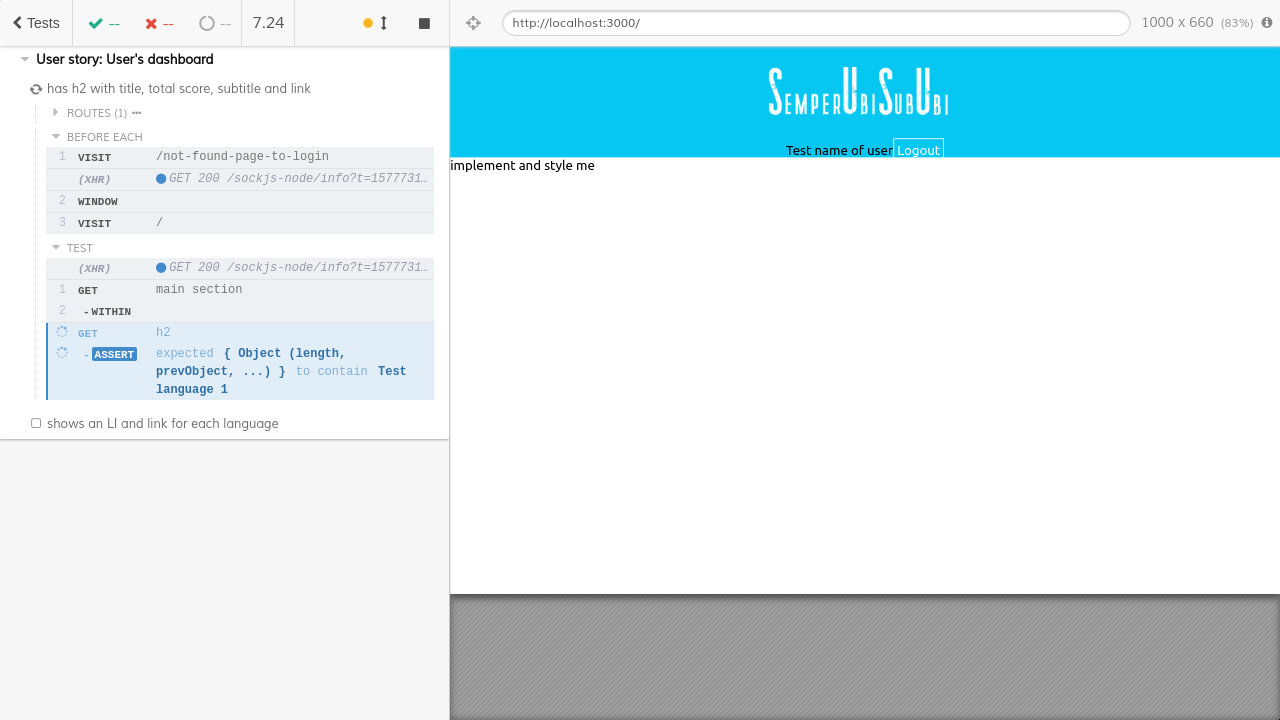 Tests -- -- -- 7.24
http://localhost:3000/ 1000 x 660 (83%)
User story: User's dashboard
has h2 with title, total score, subtitle and link
ROUTES (1)
BEFORE EACH
1 VISIT /not-found-page-to-login
(XHR) GET 200 /sockjs-node/info?t=1577731…
2 WINDOW
3 VISIT /
TEST
(XHR) GET 200 /sockjs-node/info?t=1577731…
1 GET main section
2 -WITHIN
GET h2
-ASSERT expected { Object (length,
prevObject, ...) } to contain Test
language 1
shows an LI and link for each language
SemperUbiSubUbi
Test name of user Logout
implement and style me